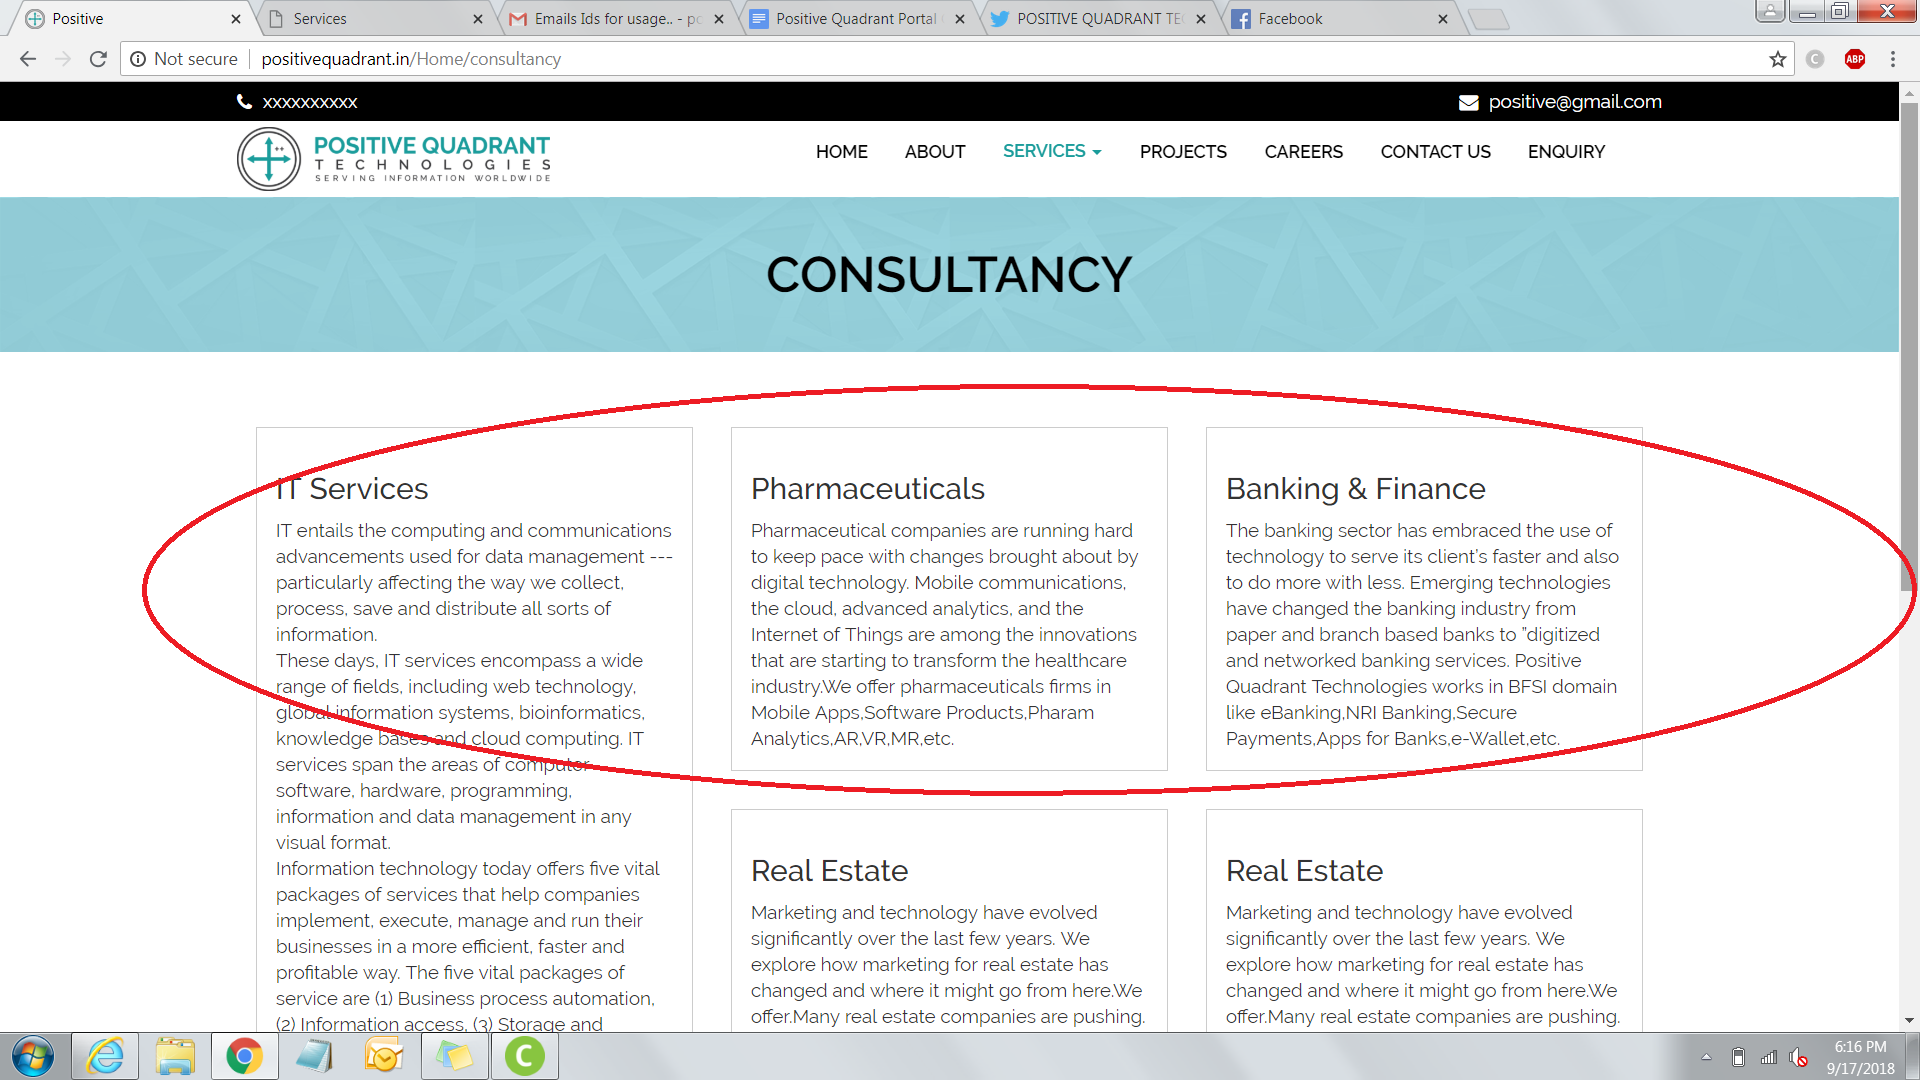 Positive
Services
Emails Ids for usage.. - po
Positive Quadrant Portal
POSITIVE QUADRANT TEC
Facebook
Not secure
positivequadrant.in/Home/consultancy
ABP
xxxxxxxxxx
positive@gmail.com
POSITIVE QUADRANT
TECHNOLOGIES
SERVING INFORMATION WORLDWIDE
HOME
ABOUT
SERVICES
PROJECTS
CAREERS
CONTACT US
ENQUIRY
CONSULTANCY
IT Services
IT entails the computing and communications
advancements used for data management ---
particularly affecting the way we collect,
process, save and distribute all sorts of
information.
These days, IT services encompass a wide
range of fields, including web technology,
global information systems, bioinformatics,
knowledge bases and cloud computing. IT
services span the areas of computer
software, hardware, programming,
information and data management in any
visual format.
Information technology today offers five vital
packages of services that help companies
implement, execute, manage and run their
businesses in a more efficient, faster and
profitable way. The five vital packages of
service are (1) Business process automation,
(2) Information access, (3) Storage and
Pharmaceuticals
Pharmaceutical companies are running hard
to keep pace with changes brought about by
digital technology. Mobile communications,
the cloud, advanced analytics, and the
Internet of Things are among the innovations
that are starting to transform the healthcare
industry.We offer pharmaceuticals firms in
Mobile Apps,Software Products,Pharam
Analytics,AR,VR,MR,etc.
Banking & Finance
The banking sector has embraced the use of
technology to serve its client's faster and also
to do more with less. Emerging technologies
have changed the banking industry from
paper and branch based banks to "digitized
and networked banking services. Positive
Quadrant Technologies works in BFSI domain
like eBanking,NRI Banking,Secure
Payments,Apps for Banks,e-Wallet,etc.
Real Estate
Marketing and technology have evolved
significantly over the last few years. We
explore how marketing for real estate has
changed and where it might go from here.We
offer.Many real estate companies are pushing.
Real Estate
Marketing and technology have evolved
significantly over the last few years. We
explore how marketing for real estate has
changed and where it might go from here.We
offer.Many real estate companies are pushing.
6:16 PM
9/17/2018